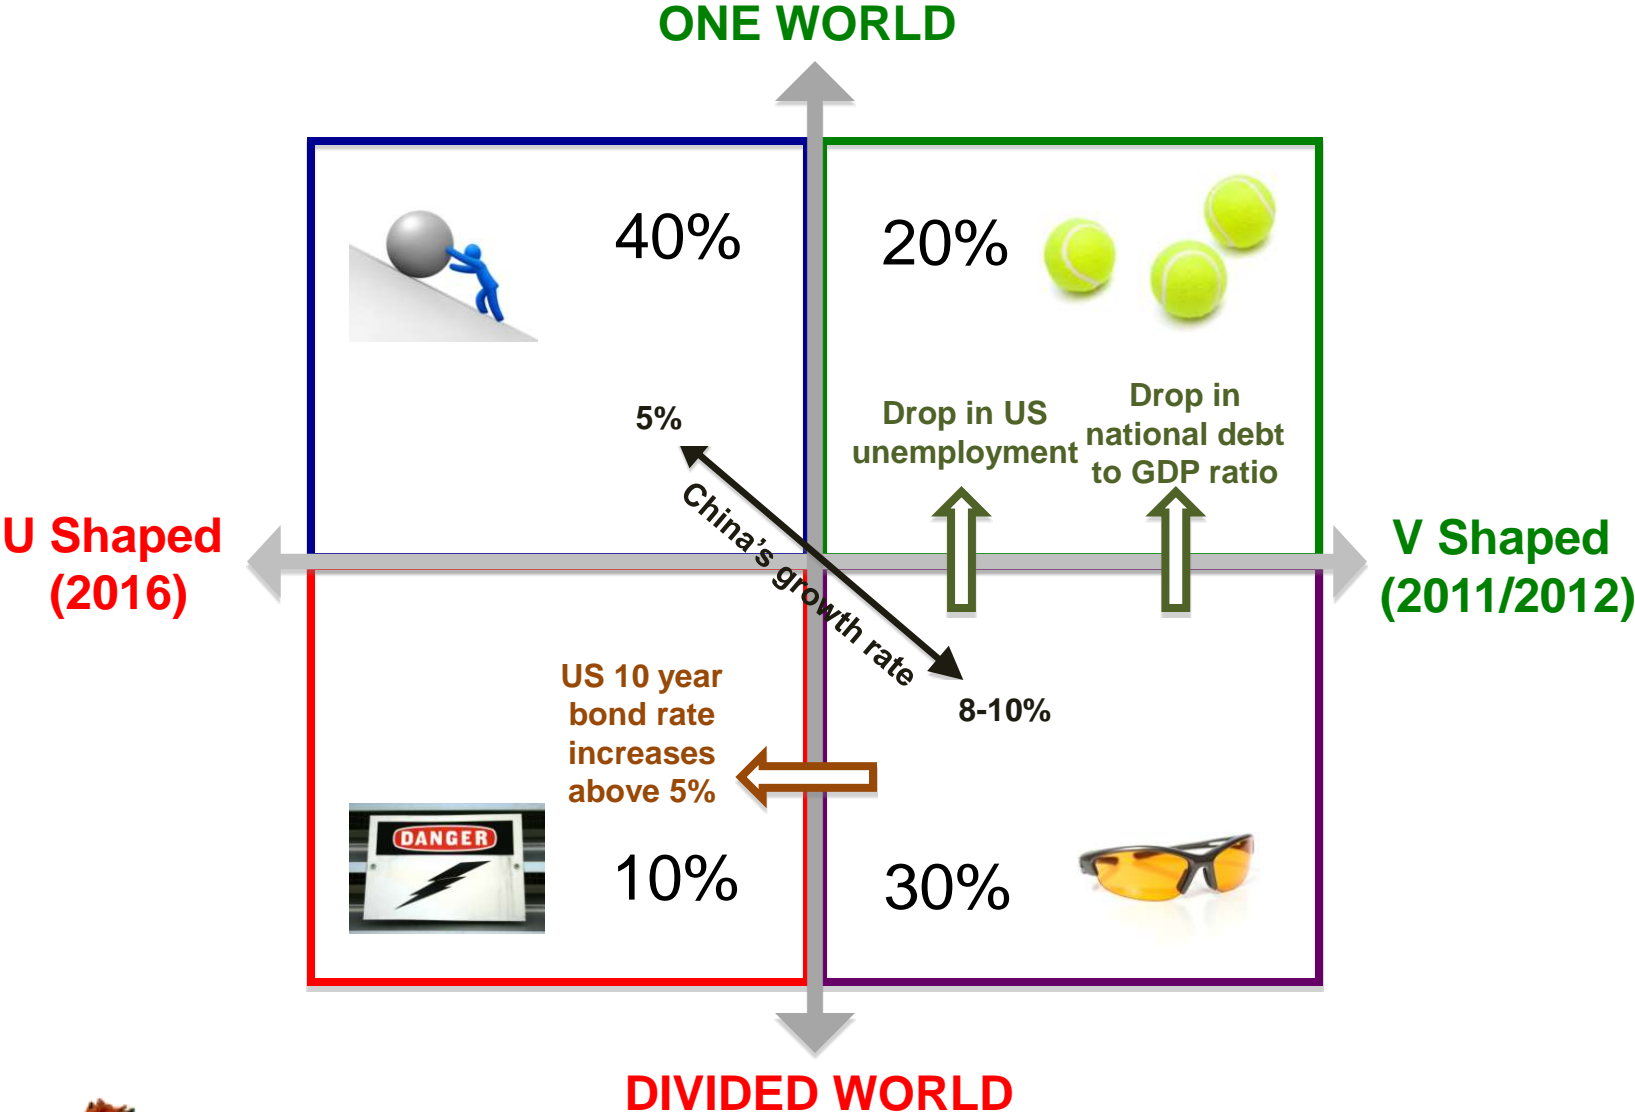 ONE WORLD
40%
20%
5%
Drop in US
unemployment
Drop in
national debt
to GDP ratio
China's growth rate
U Shaped
(2016)
V Shaped
(2011/2012)
US 10 year
bond rate
increases
above 5%
8-10%
DANGER
10%
30%
DIVIDED WORLD